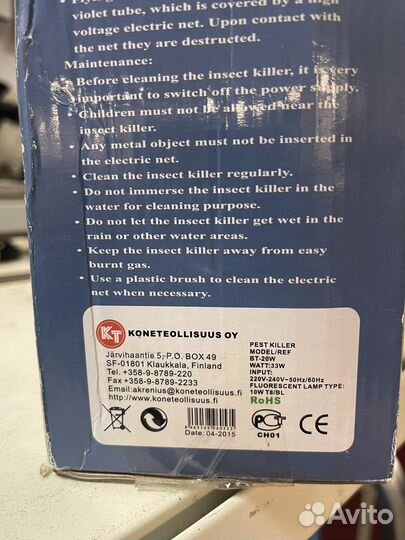 violet tube, which is covered by a high
voltage electric net. Upon contact with
the net they are destructed.
Maintenance:
• Before cleaning the insect killer, it is very
important to switch off the power supply.
• Children must not be allowed near the
insect killer.
• Any metal object must not be inserted in
the electric net.
• Clean the insect killer regularly.
• Do not immerse the insect killer in the
water for cleaning purpose.
• Do not let the insect killer get wet in the
rain or other water areas.
• Keep the insect killer away from easy
burnt gas.
• Use a plastic brush to clean the electric
net when necessary.
KT KONETEOLLISUUS OY
Järvihaantie 5, P.O. BOX 49
SF-01801 Klaukkala, Finland
Tel: +358-9-8789-220
Fax +358-9-8789-2233
Email:akrenius@koneteollisuus.fi
http://www.koneteollisuus.fi
Date: 04-2015
PEST KILLER
MODEL/REF
BT-20W
WATT:33W
INPUT:
220V-240V~50Hz/60Hz
FLUORESCENT LAMP TYPE:
10W T8/BL
RoHS
CE
CH01
Avito